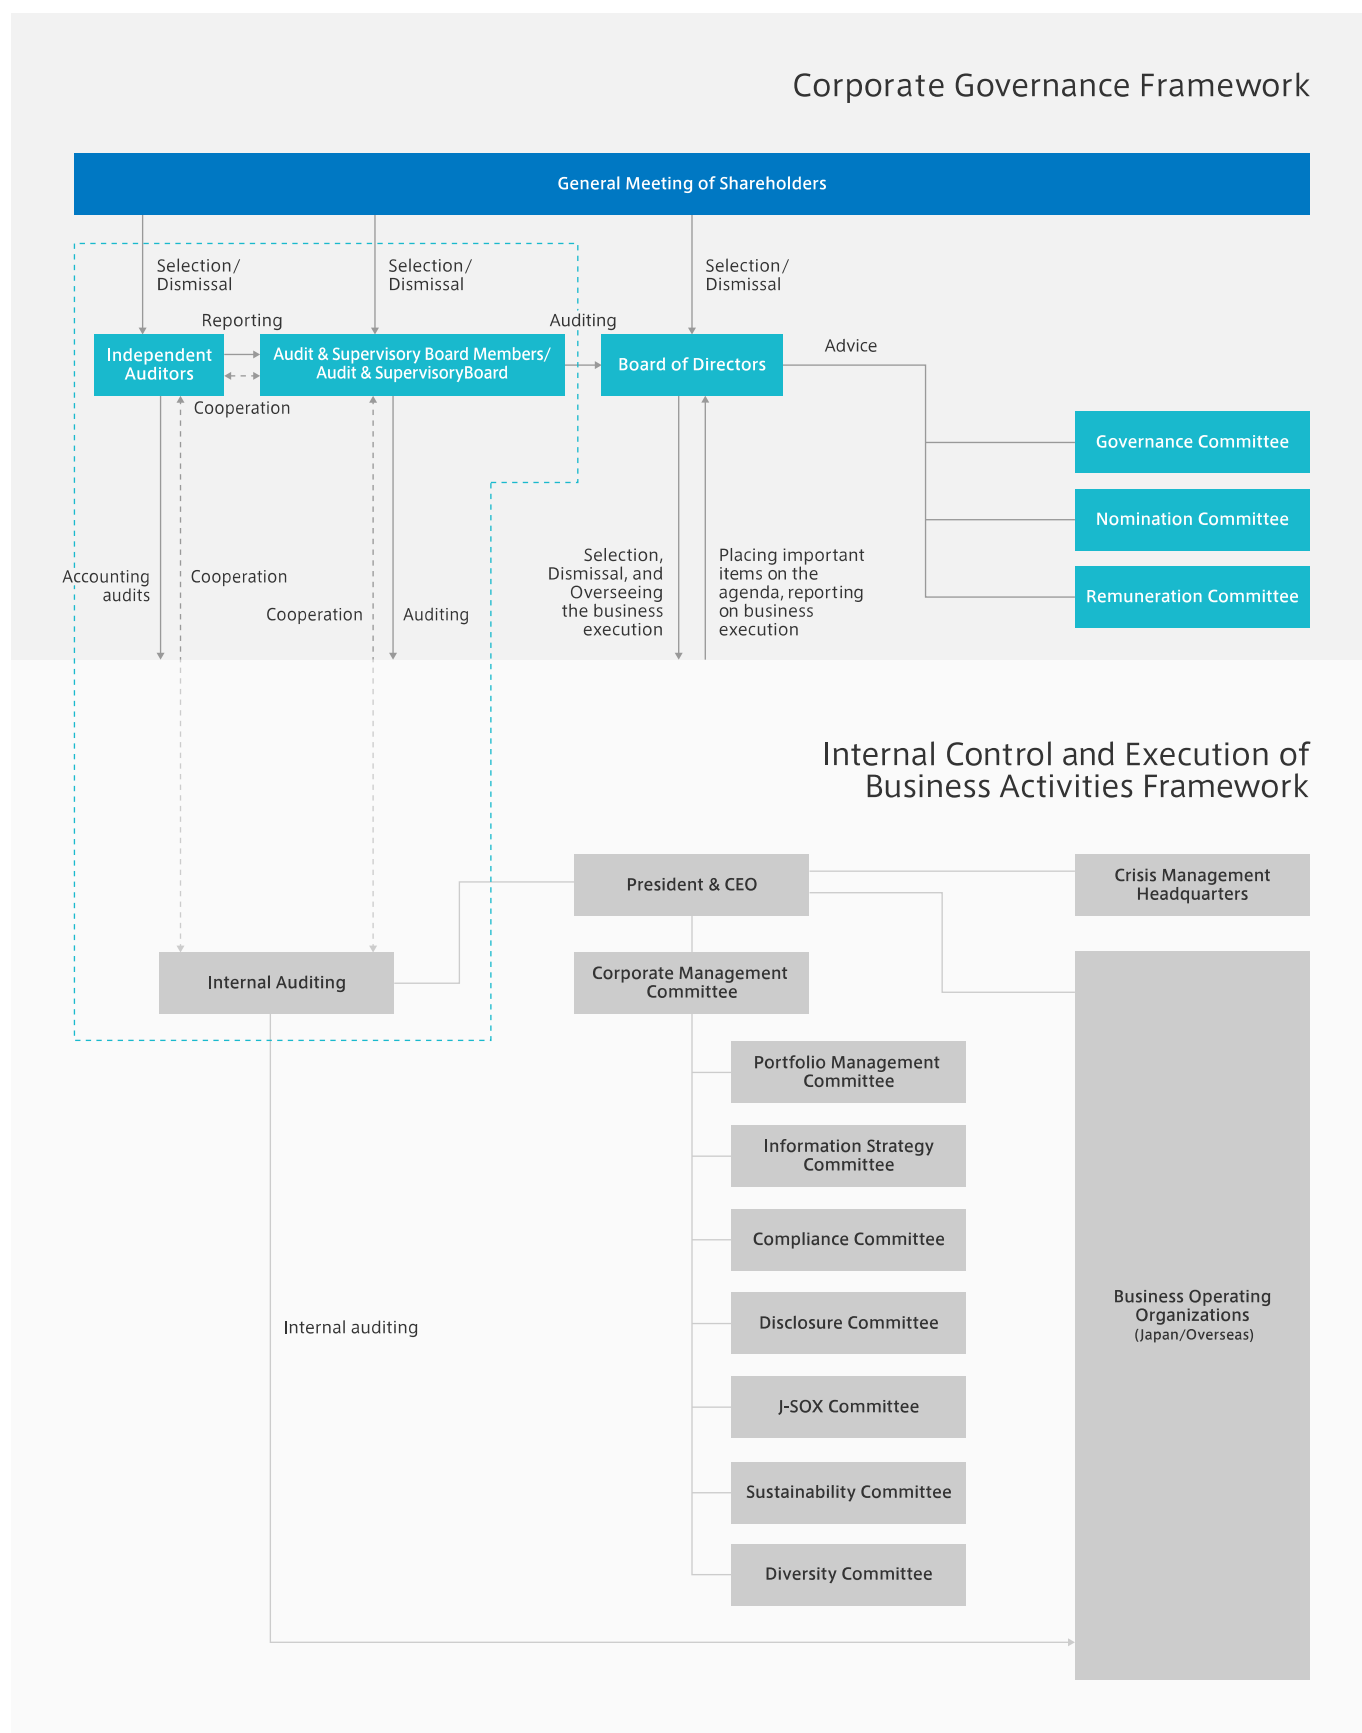 Corporate Governance Framework
General Meeting of Shareholders
Selection/
Dismissal
Selection/
Dismissal
Selection/
Dismissal
Reporting
Auditing
Independent
Auditors
Audit & Supervisory Board Members/
Audit & SupervisoryBoard
Board of Directors
Advice
Cooperation
Governance Committee
Nomination Committee
Remuneration Committee
Accounting
audits
Cooperation
Cooperation
Auditing
Selection,
Dismissal, and
Overseeing
the business
execution
Placing important
items on the
agenda, reporting
on business
execution
Internal Control and Execution of
Business Activities Framework
President & CEO
Crisis Management
Headquarters
Internal Auditing
Corporate Management
Committee
Portfolio Management
Committee
Information Strategy
Committee
Compliance Committee
Disclosure Committee
J-SOX Committee
Sustainability Committee
Diversity Committee
Internal auditing
Business Operating
Organizations
(Japan/Overseas)